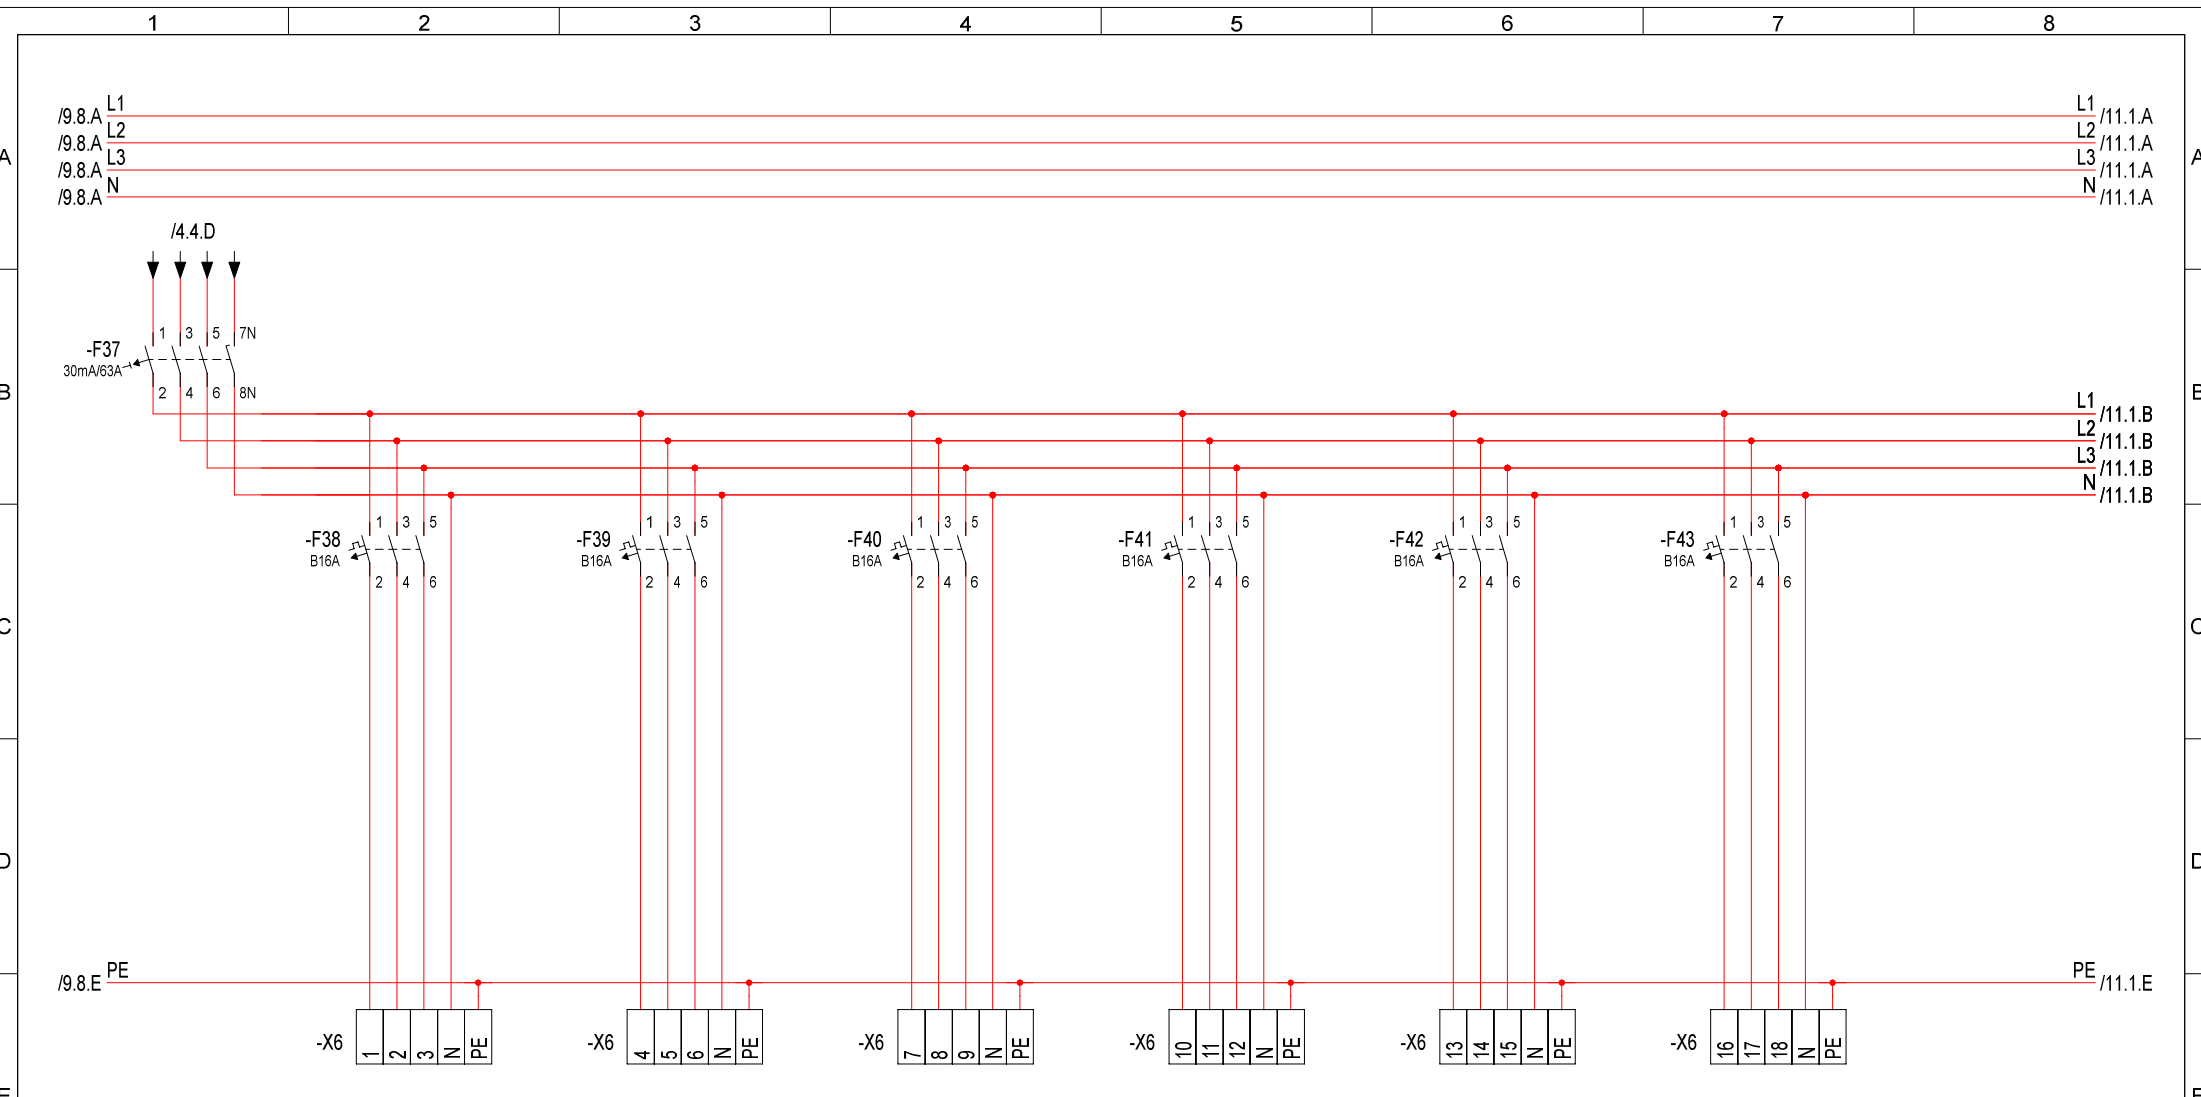 1 2 3 4 5 6 7 8
L1 L1
/9.8.A /11.1.A
L2 L2
/9.8.A /11.1.A
A L3 L3 A
/9.8.A /11.1.A
N N
/9.8.A /11.1.A
/4.4.D
1 3 5 7N
-F37
30mA/63A
B 2 4 6 8N B
L1 /11.1.B
L2 /11.1.B
L3 /11.1.B
N /11.1.B
1 3 5 1 3 5 1 3 5 1 3 5 1 3 5 1 3 5
-F38 -F39 -F40 -F41 -F42 -F43
B16A B16A B16A B16A B16A B16A
2 4 6 2 4 6 2 4 6 2 4 6 2 4 6 2 4 6
C C
D D
PE PE
/9.8.E /11.1.E
-X6 1 2 3 N PE -X6 4 5 6 N PE -X6 7 8 9 N PE -X6 10 11 12 N PE -X6 13 14 15 N PE -X6 16 17 18 N PE